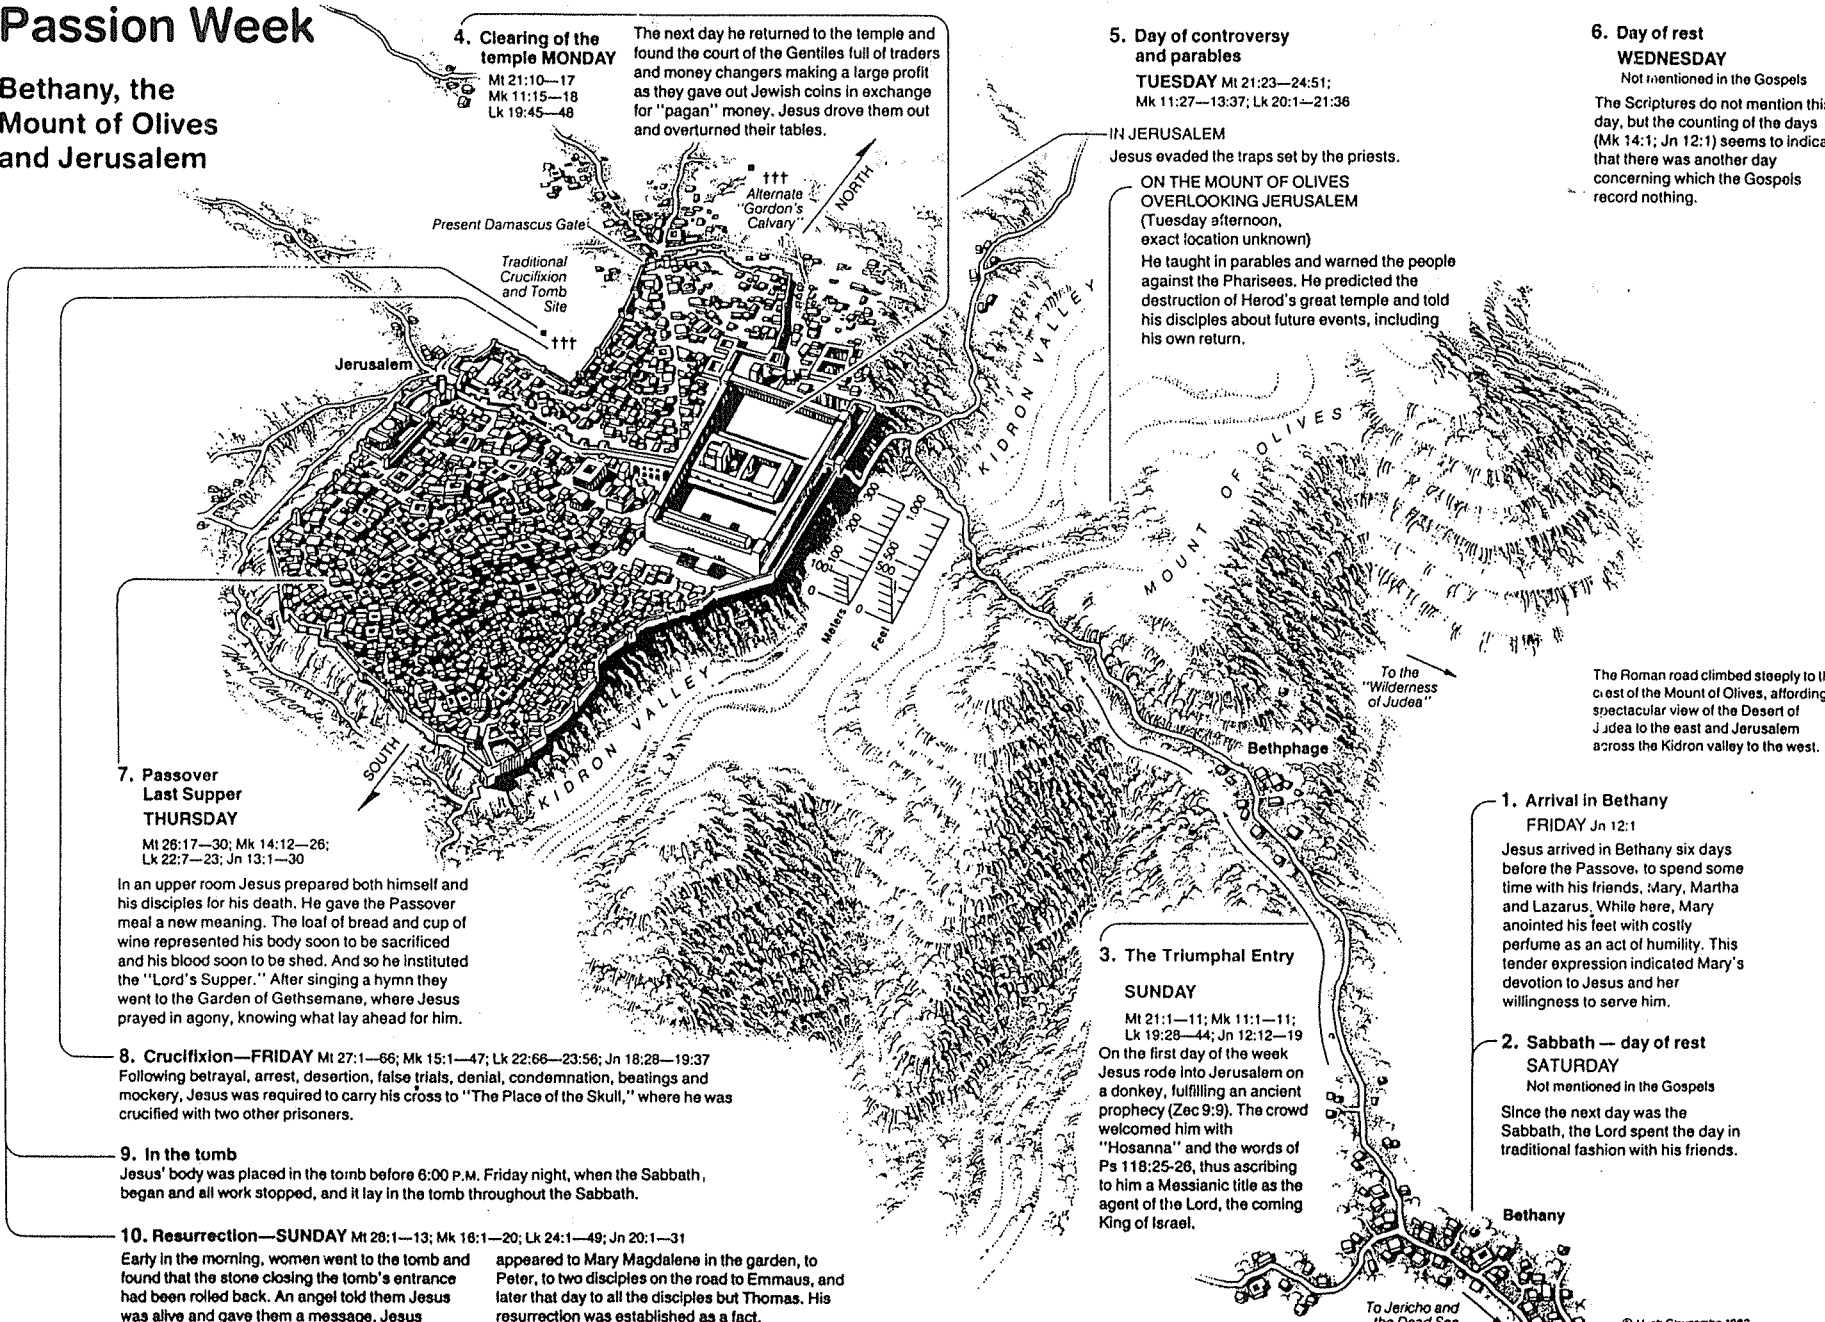 Passion Week
Bethany, the
Mount of Olives
and Jerusalem
4. Clearing of the
temple MONDAY
Mt 21:10—17
Mk 11:15—18
Lk 19:45—48
The next day he returned to the temple and
found the court of the Gentiles full of traders
and money changers making a large profit
as they gave out Jewish coins in exchange
for "pagan" money. Jesus drove them out
and overturned their tables.
5. Day of controversy
and parables
TUESDAY Mt 21:23—24:51;
Mk 11:27—13:37; Lk 20:1—21:36
IN JERUSALEM
Jesus evaded the traps set by the priests.
ON THE MOUNT OF OLIVES
OVERLOOKING JERUSALEM
(Tuesday afternoon,
exact location unknown)
He taught in parables and warned the people
against the Pharisees. He predicted the
destruction of Herod's great temple and told
his disciples about future events, including
his own return.
6. Day of rest
WEDNESDAY
Not mentioned in the Gospels
The Scriptures do not mention this
day, but the counting of the days
(Mk 14:1; Jn 12:1) seems to indica
that there was another day
concerning which the Gospels
record nothing.
Alternate
"Gordon's
Calvary"
NORTH
Present Damascus Gate
Traditional
Crucifixion
and Tomb
Site
Jerusalem
KIDRON VALLEY
MOUNT OF OLIVES
300
200
100
100
0
Meters
1,000
500
500
0
Feet
To the
"Wilderness
of Judea"
The Roman road climbed steeply to
crest of the Mount of Olives, affording
spectacular view of the Desert of
Judea to the east and Jerusalem
across the Kidron valley to the west.
Bethphage
SOUTH
KIDRON VALLEY
7. Passover
Last Supper
THURSDAY
Mt 26:17—30; Mk 14:12—26;
Lk 22:7—23; Jn 13:1—30
In an upper room Jesus prepared both himself and
his disciples for his death. He gave the Passover
meal a new meaning. The loaf of bread and cup of
wine represented his body soon to be sacrificed
and his blood soon to be shed. And so he instituted
the "Lord's Supper." After singing a hymn they
went to the Garden of Gethsemane, where Jesus
prayed in agony, knowing what lay ahead for him.
1. Arrival in Bethany
FRIDAY Jn 12:1
Jesus arrived in Bethany six days
before the Passove, to spend some
time with his friends, Mary, Martha
and Lazarus. While here, Mary
anointed his feet with costly
perfume as an act of humility. This
tender expression indicated Mary's
devotion to Jesus and her
willingness to serve him.
3. The Triumphal Entry
SUNDAY
Mt 21:1—11; Mk 11:1—11;
Lk 19:28—44; Jn 12:12—19
On the first day of the week
Jesus rode into Jerusalem on
a donkey, fulfilling an ancient
prophecy (Zec 9:9). The crowd
welcomed him with
"Hosanna" and the words of
Ps 118:25-26, thus ascribing
to him a Messianic title as the
agent of the Lord, the coming
King of Israel.
2. Sabbath — day of rest
SATURDAY
Not mentioned in the Gospels
Since the next day was the
Sabbath, the Lord spent the day in
traditional fashion with his friends.
8. Crucifixion—FRIDAY Mt 27:1—66; Mk 15:1—47; Lk 22:66—23:56; Jn 18:28—19:37
Following betrayal, arrest, desertion, false trials, denial, condemnation, beatings and
mockery, Jesus was required to carry his cross to "The Place of the Skull," where he was
crucified with two other prisoners.
9. In the tomb
Jesus' body was placed in the tomb before 6:00 P.M. Friday night, when the Sabbath,
began and all work stopped, and it lay in the tomb throughout the Sabbath.
10. Resurrection—SUNDAY Mt 28:1—13; Mk 16:1—20; Lk 24:1—49; Jn 20:1—31
Early in the morning, women went to the tomb and
found that the stone closing the tomb's entrance
had been rolled back. An angel told them Jesus
was alive and gave them a message. Jesus
appeared to Mary Magdalene in the garden, to
Peter, to two disciples on the road to Emmaus, and
later that day to all the disciples but Thomas. His
resurrection was established as a fact.
Bethany
To Jericho and
the Dead Sea